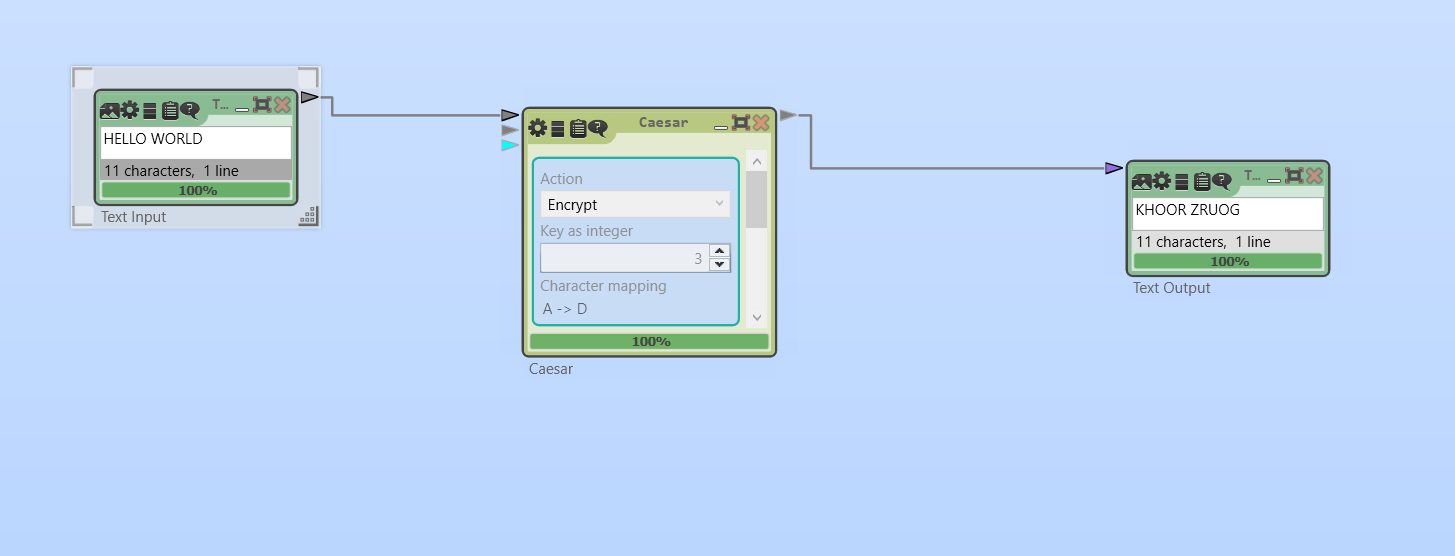 T...
HELLO WORLD
11 characters,  1 line
100%
Text Input
Caesar
Action
Encrypt
Key as integer
3
Character mapping
A -> D
100%
Caesar
T...
KHOOR ZRUOG
11 characters,  1 line
100%
Text Output